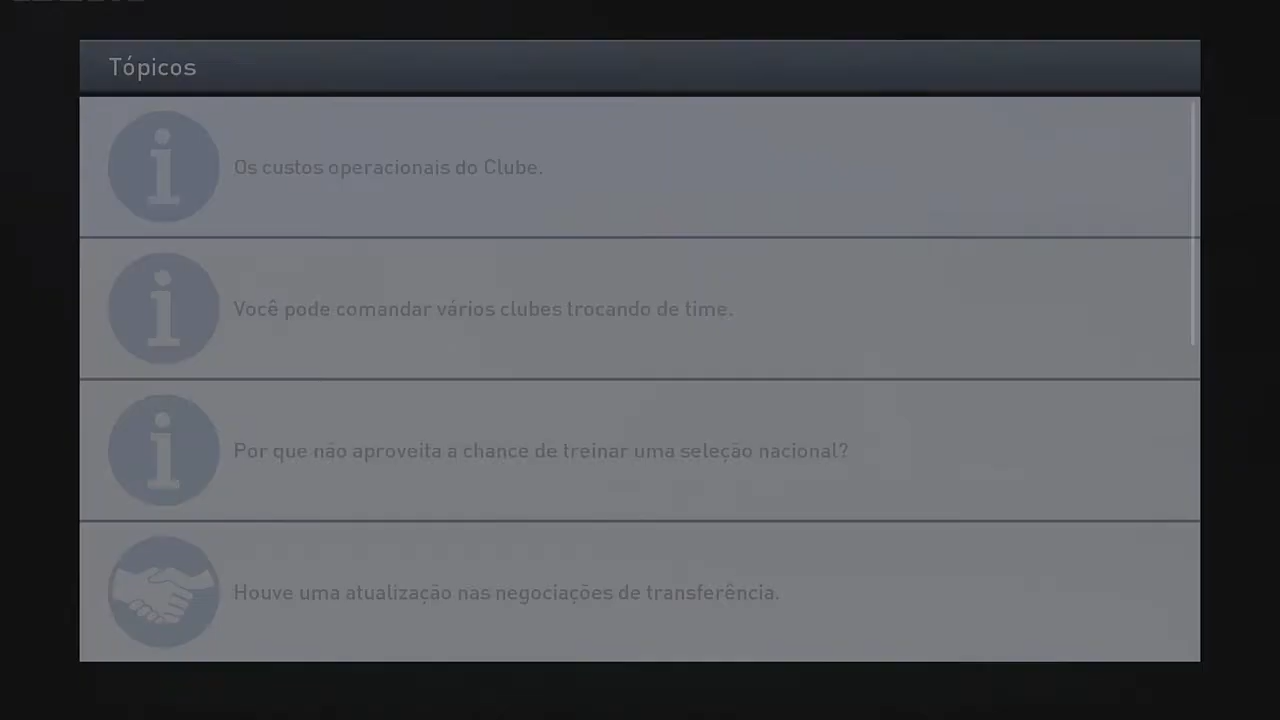 Tópicos
Os custos operacionais do Clube.
Você pode comandar vários clubes trocando de time.
Por que não aproveita a chance de treinar uma seleção nacional?
Houve uma atualização nas negociações de transferência.